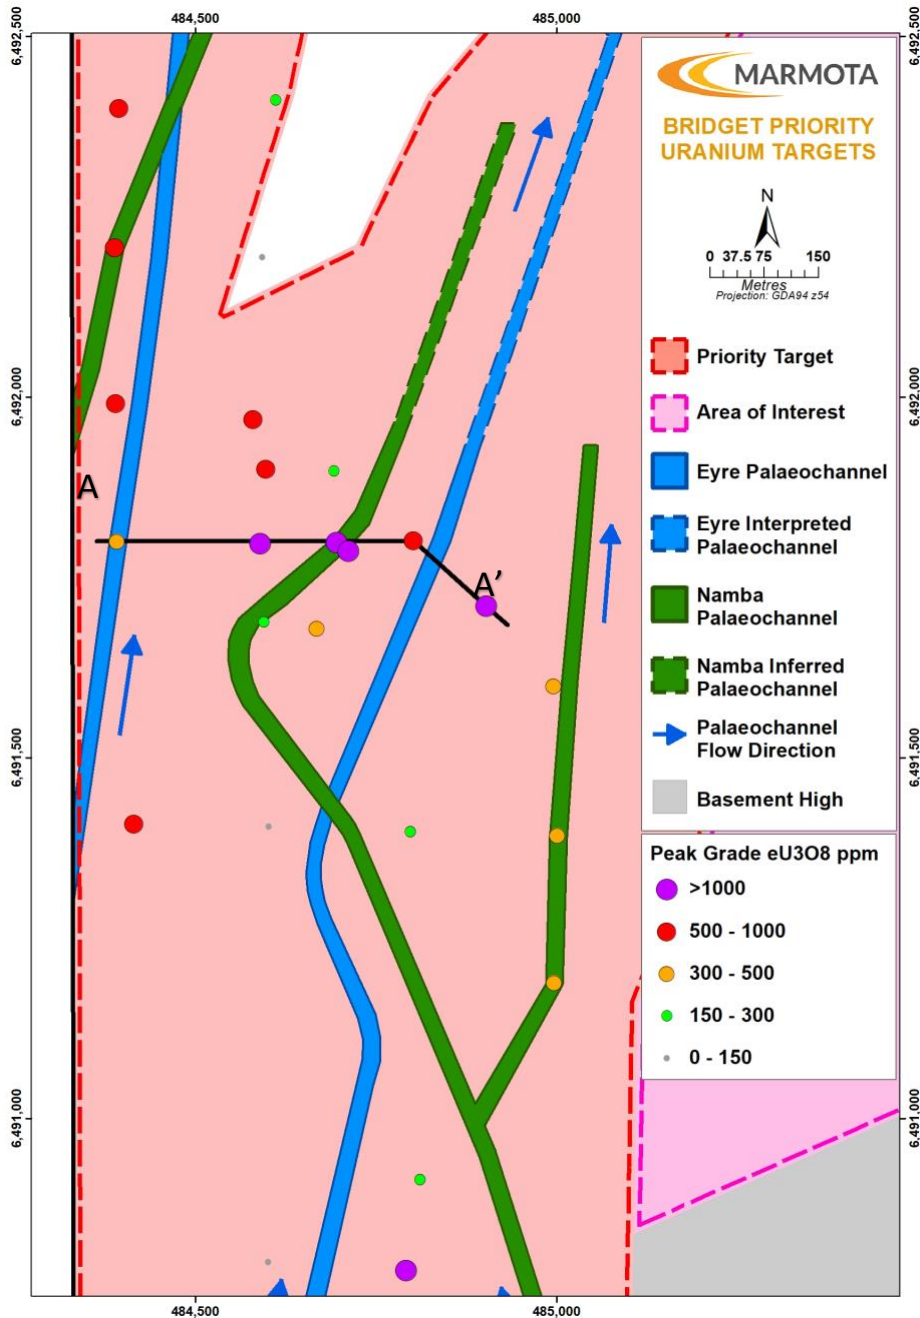 484,500 485,000
6,492,500 6,492,500
MARMOTA
BRIDGET PRIORITY
URANIUM TARGETS
N
0 37.5 75 150
Metres
Projection: GDA94 z54
Priority Target
Area of Interest
Eyre Palaeochannel
Eyre Interpreted
Palaeochannel
Namba
Palaeochannel
Namba Inferred
Palaeochannel
Palaeochannel
Flow Direction
Basement High
Peak Grade eU3O8 ppm
>1000
500 - 1000
300 - 500
150 - 300
0 - 150
6,492,000 6,492,000
A
A'
6,491,500 6,491,500
6,491,000 6,491,000
484,500 485,000